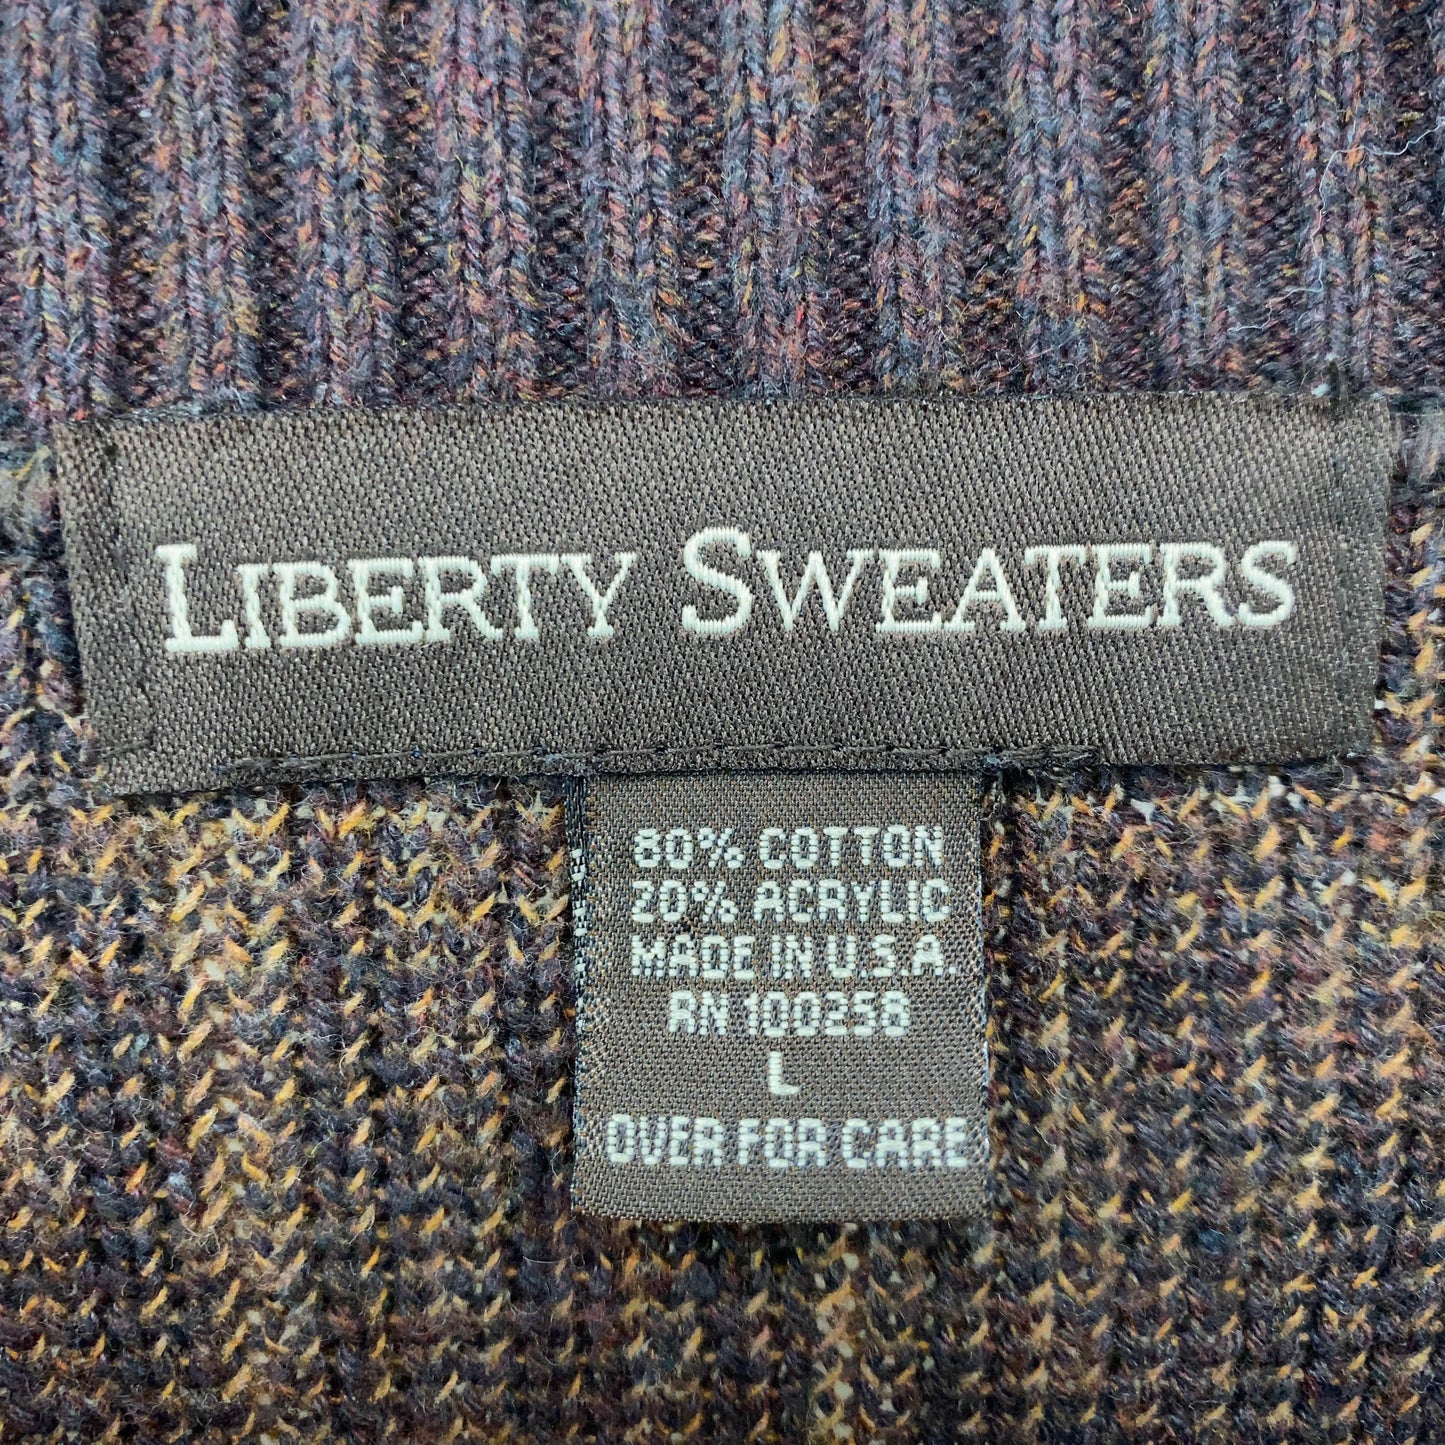 LIBERTY SWEATERS
80% COTTON
20% ACRYLIC
MADE IN U.S.A.
RN 100258
L
OVER FOR CARE